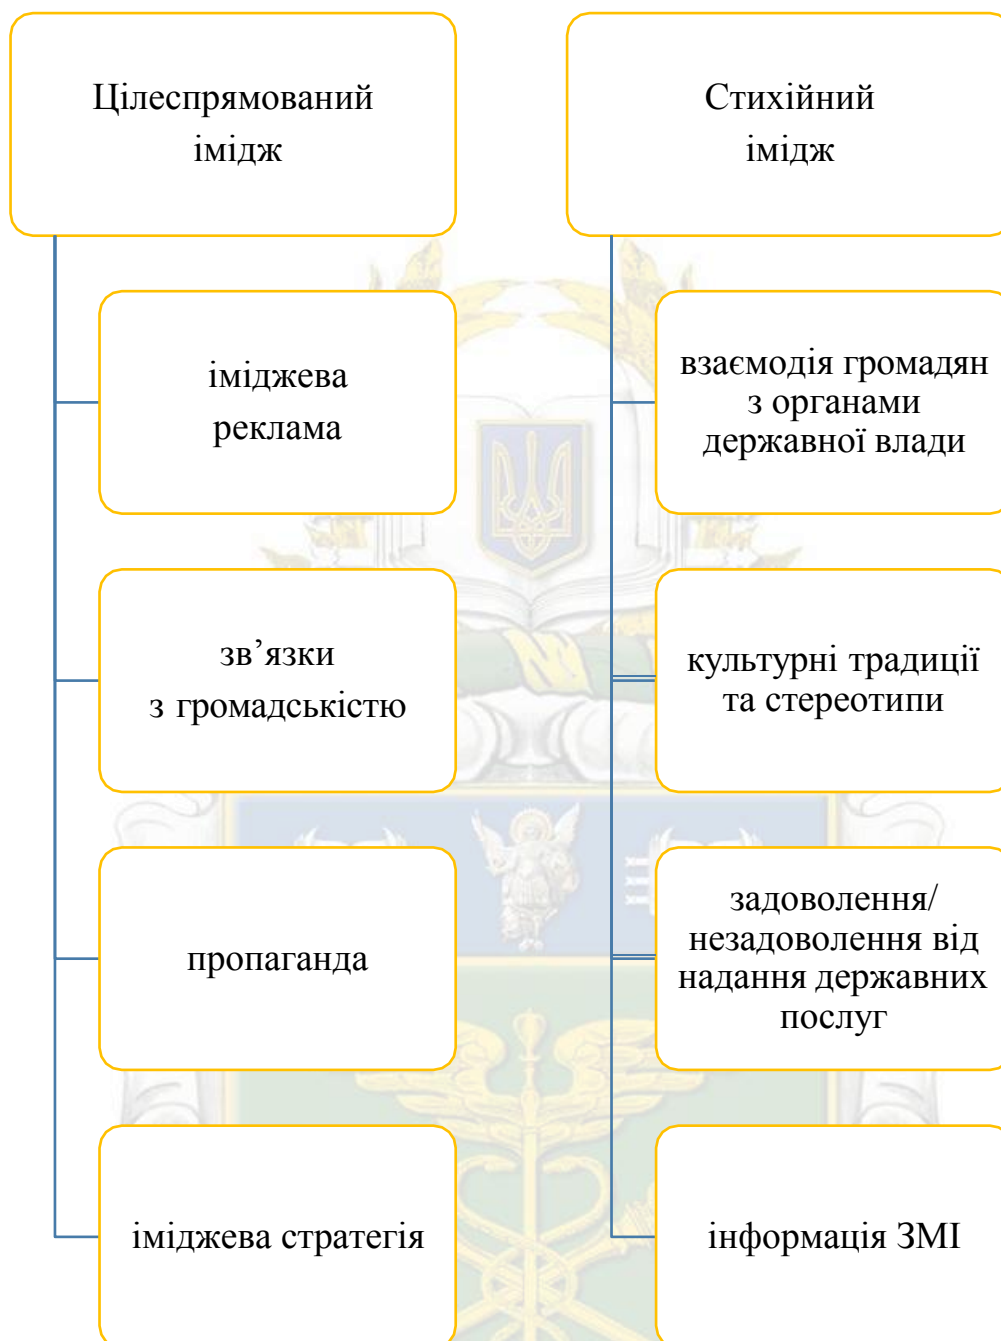 Цілеспрямований
імідж
іміджева
реклама
зв’язки
з громадськістю
пропаганда
іміджева стратегія
Стихійний
імідж
взаємодія громадян
з органами
державної влади
культурні традиції
та стереотипи
задоволення/
незадоволення від
надання державних
послуг
інформація ЗМІ